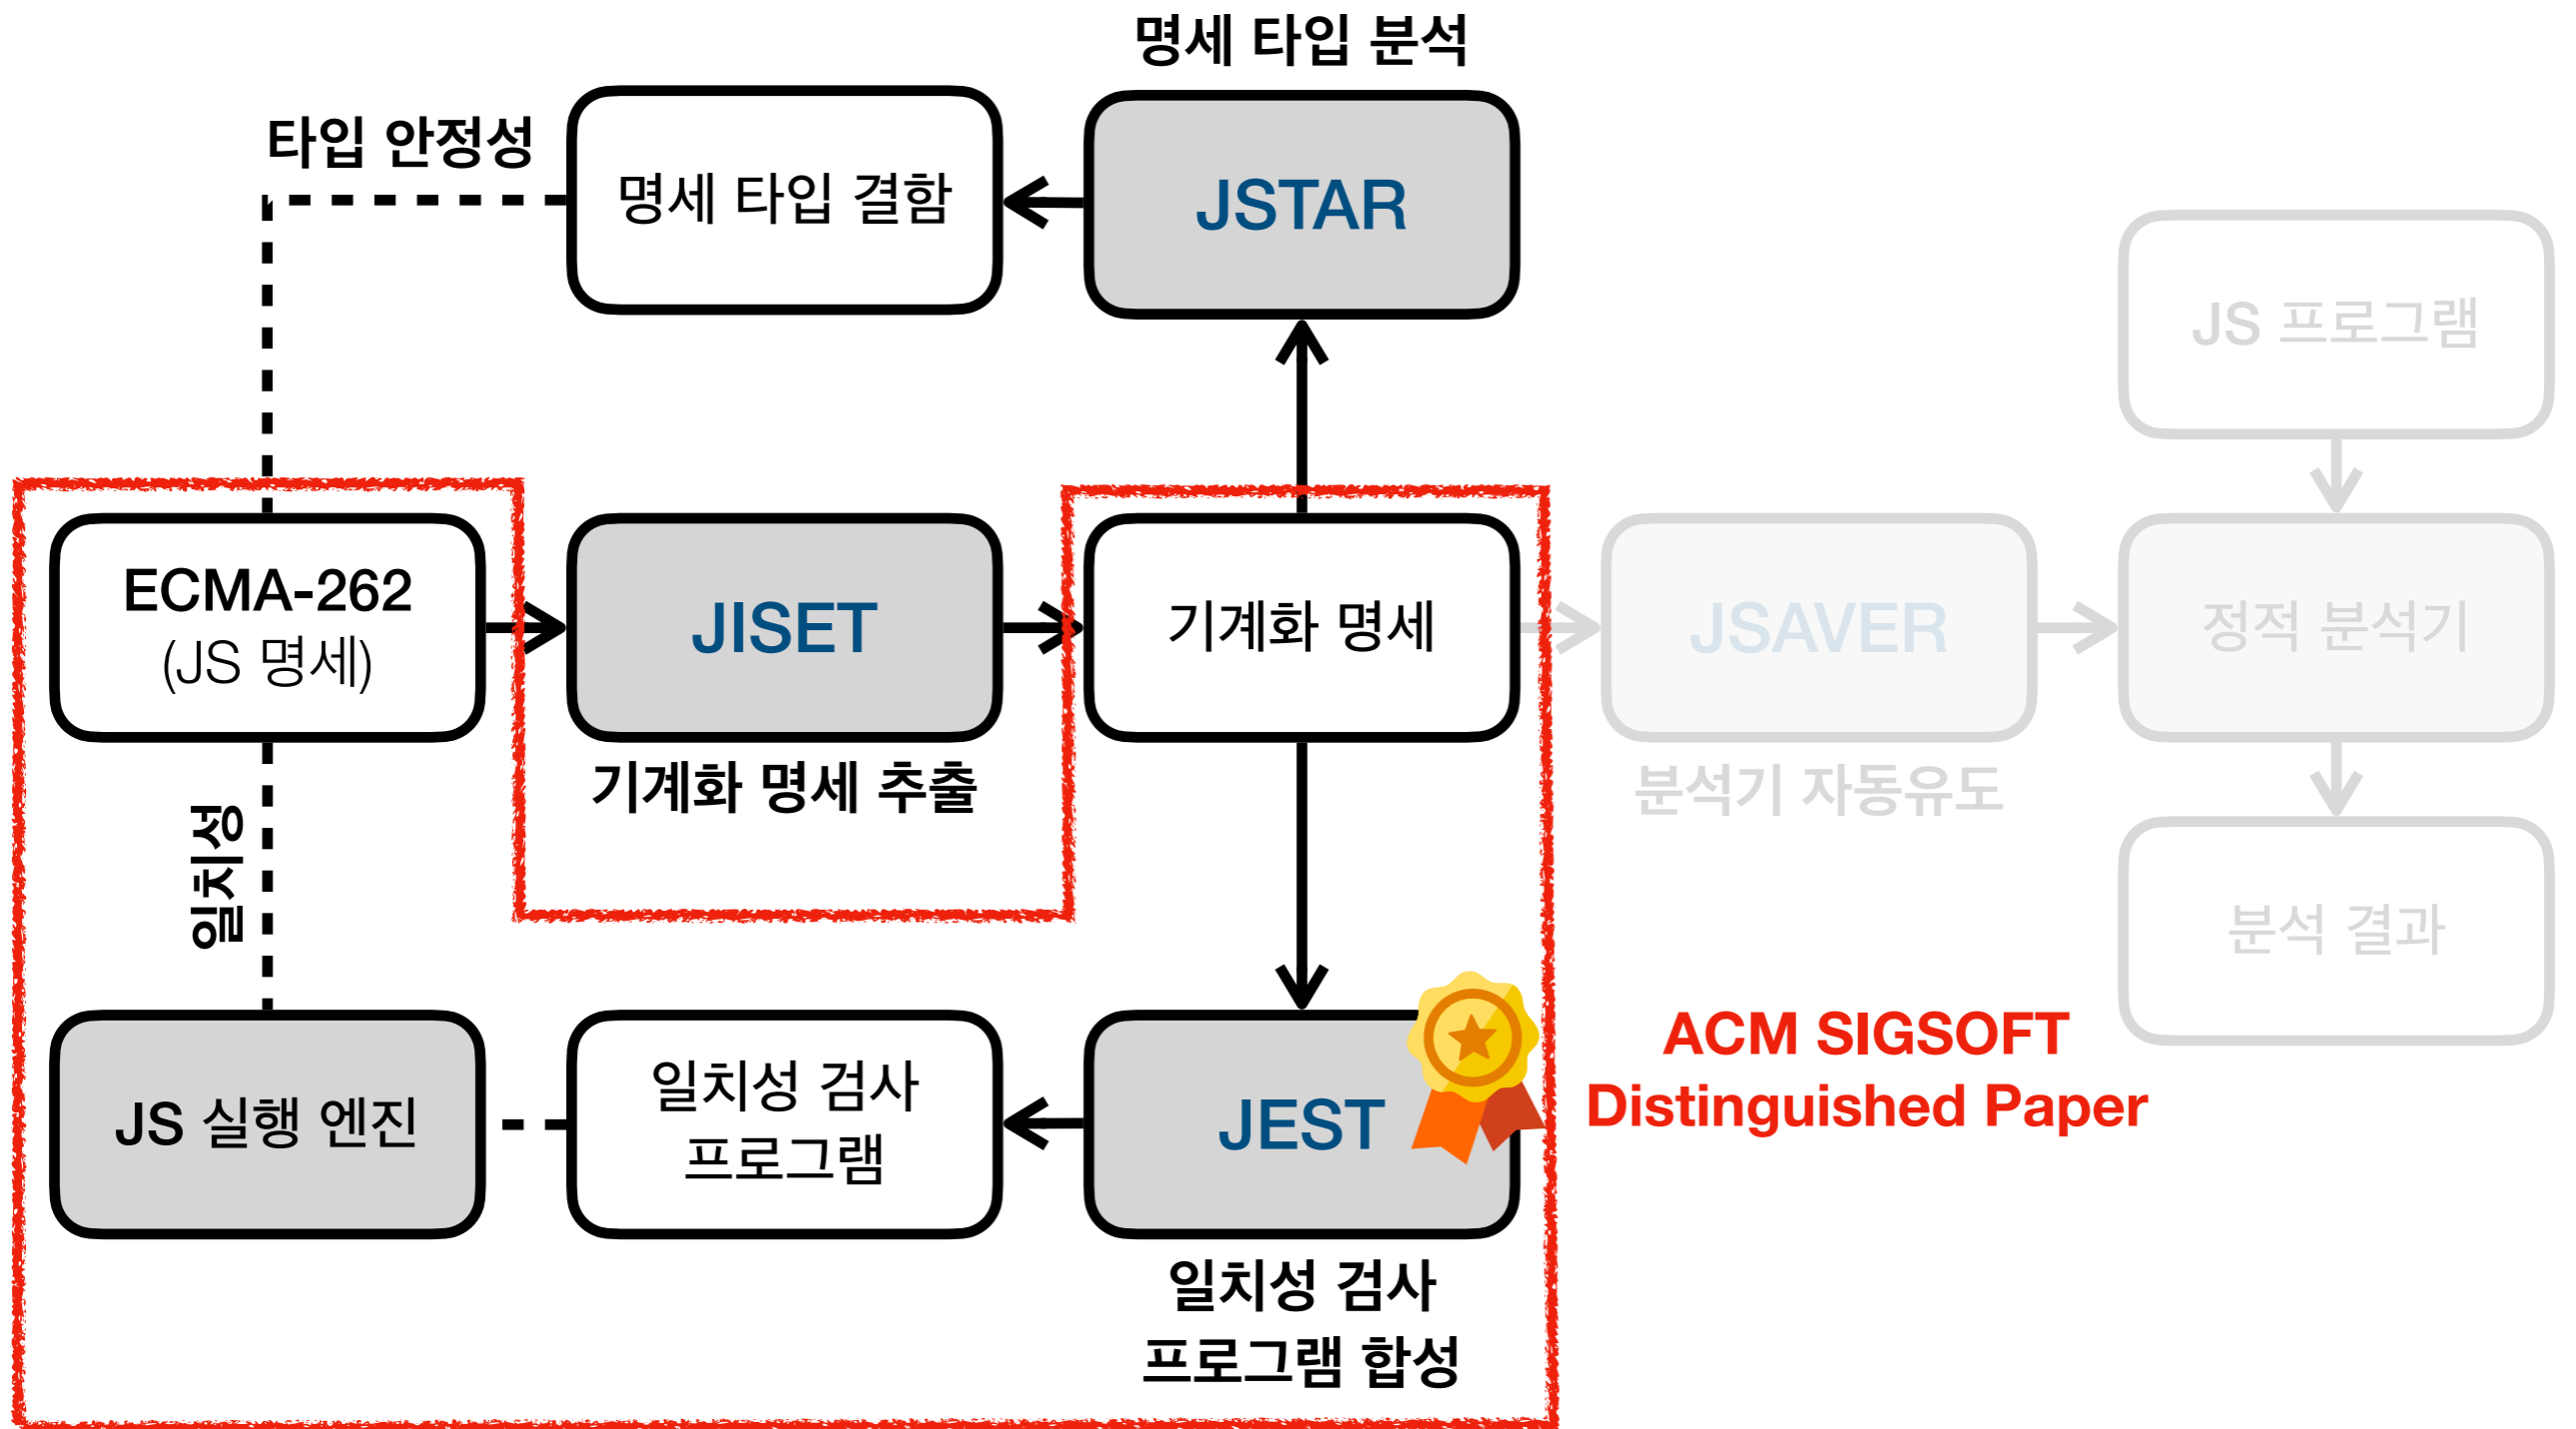 명세 타입 분석
타입 안정성
명세 타입 결함
JSTAR
JS 프로그램
ECMA-262
(JS 명세)
JISET
기계화 명세 추출
기계화 명세
JSAVER
분석기 자동유도
정적 분석기
일치성
분석 결과
JS 실행 엔진
일치성 검사
프로그램
JEST
ACM SIGSOFT
Distinguished Paper
일치성 검사
프로그램 합성